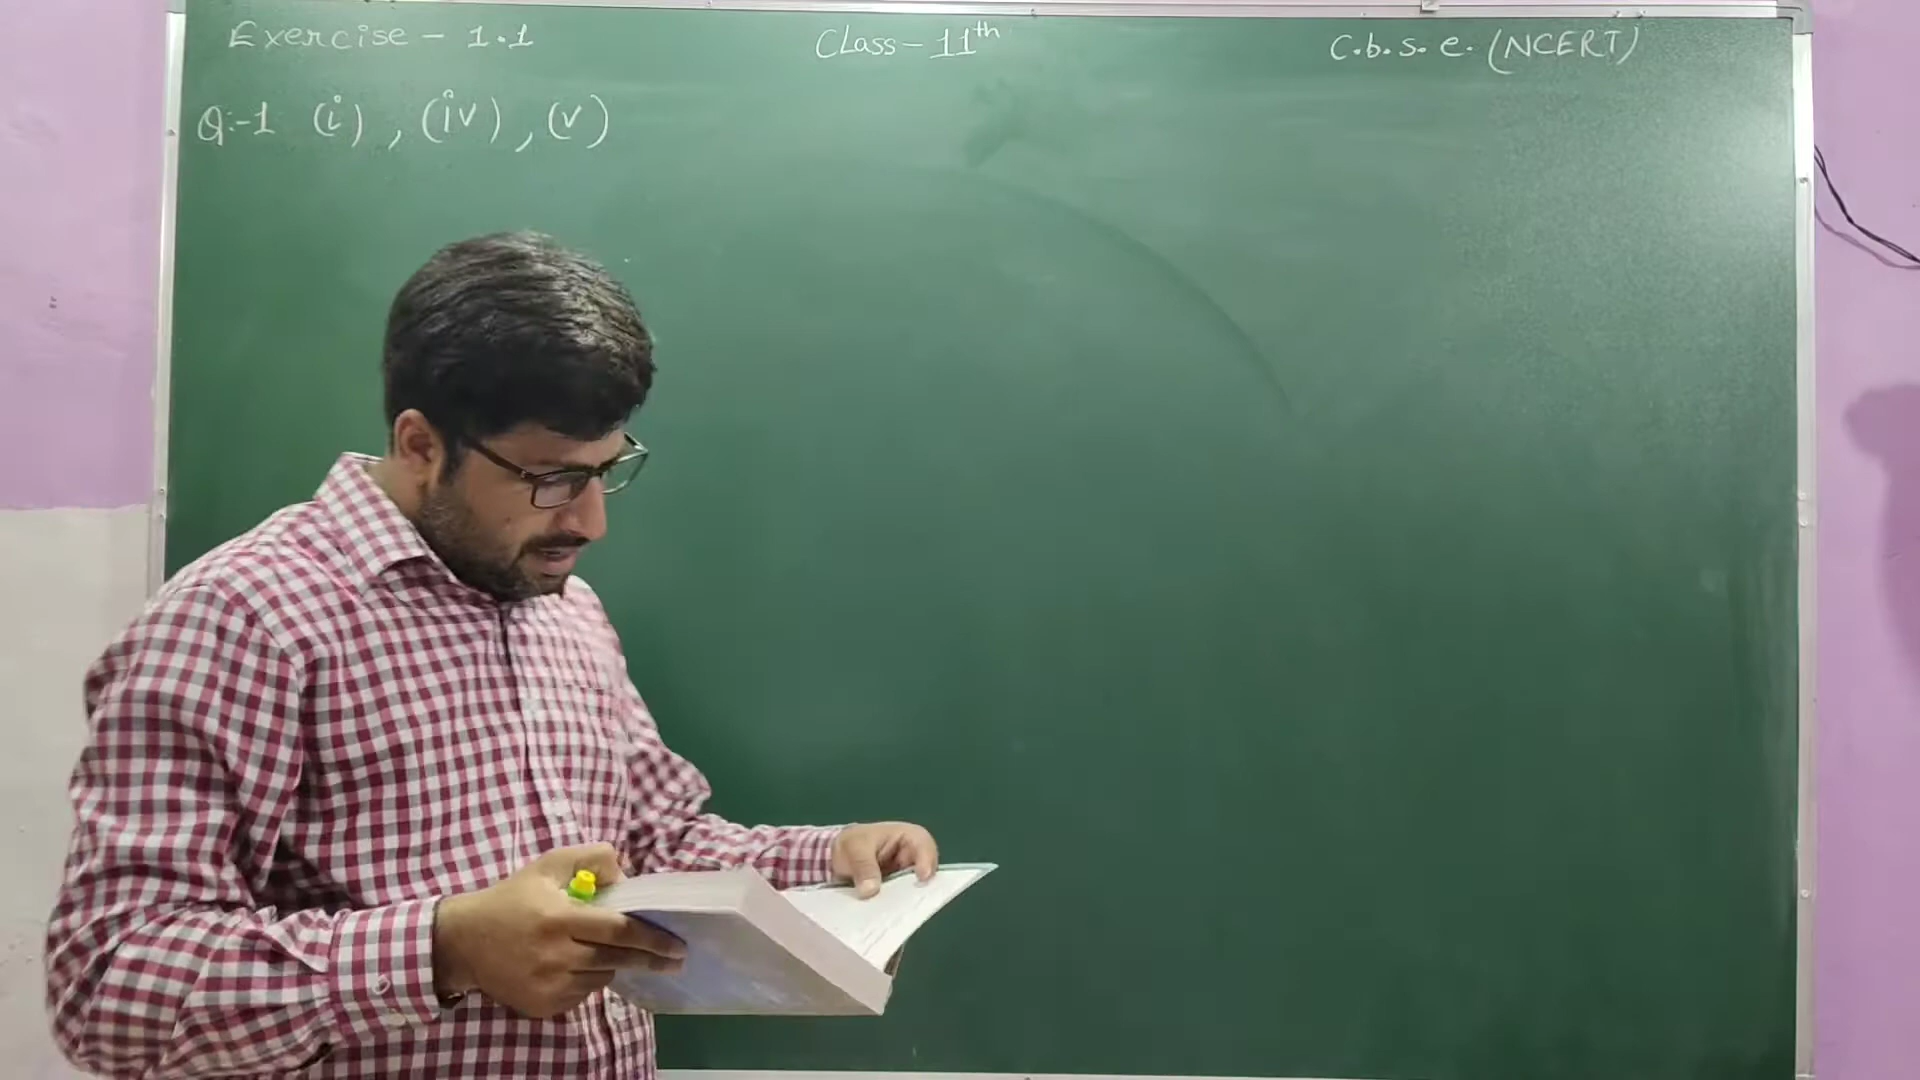 Exercise - 1.1 Class - 11th C.b.s.e. (NCERT)
Q:-1 (i), (iv), (v)